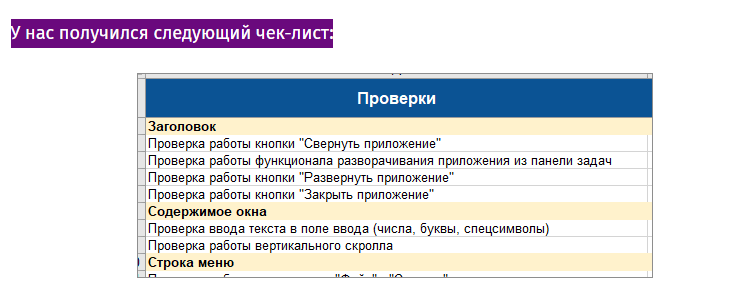 У нас получился следующий чек-лист:
Проверки
Заголовок
Проверка работы кнопки "Свернуть приложение"
Проверка работы функционала разворачивания приложения из панели задач
Проверка работы кнопки "Развернуть приложение"
Проверка работы кнопки "Закрыть приложение"
Содержимое окна
Проверка ввода текста в поле ввода (числа, буквы, спецсимволы)
Проверка работы вертикального скролла
Строка меню